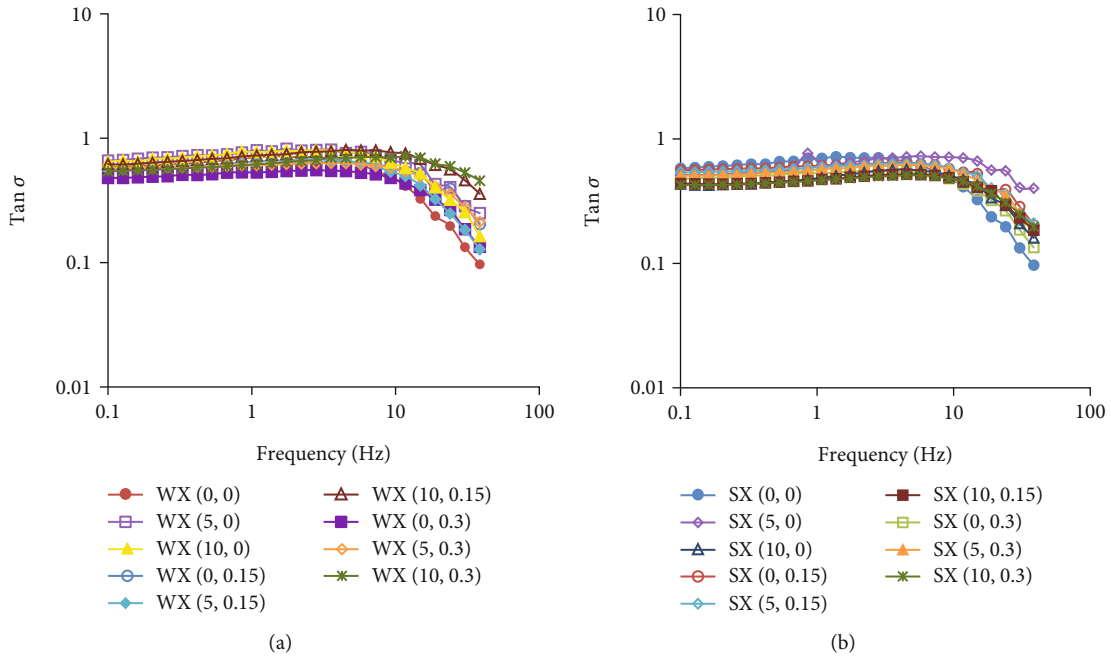 10
1
0.1
0.01
Tan σ
0.1 1 10 100
Frequency (Hz)
WX (0, 0)
WX (5, 0)
WX (10, 0)
WX (0, 0.15)
WX (5, 0.15)
WX (10, 0.15)
WX (0, 0.3)
WX (5, 0.3)
WX (10, 0.3)
(a)
10
1
0.1
0.01
Tan σ
0.1 1 10 100
Frequency (Hz)
SX (0, 0)
SX (5, 0)
SX (10, 0)
SX (0, 0.15)
SX (5, 0.15)
SX (10, 0.15)
SX (0, 0.3)
SX (5, 0.3)
SX (10, 0.3)
(b)